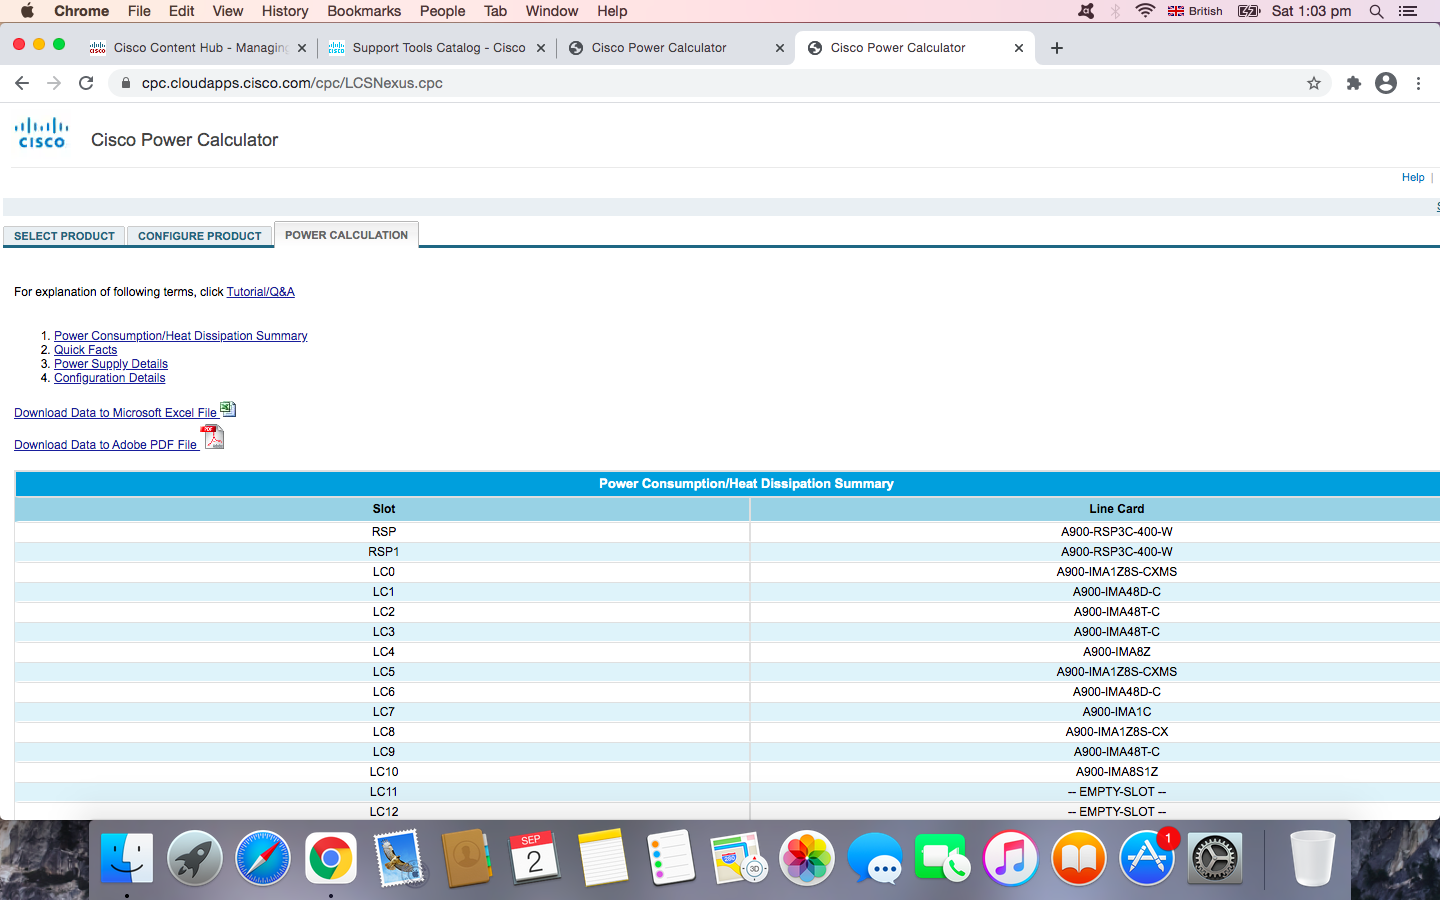 Chrome File Edit View History Bookmarks People Tab Window Help British Sat 1:03 pm
Cisco Content Hub - Managing Support Tools Catalog - Cisco Cisco Power Calculator Cisco Power Calculator
cpc.cloudapps.cisco.com/cpc/LCSNexus.cpc
CISCO Cisco Power Calculator
Help |
SELECT PRODUCT CONFIGURE PRODUCT POWER CALCULATION
For explanation of following terms, click Tutorial/Q&A
1. Power Consumption/Heat Dissipation Summary
2. Quick Facts
3. Power Supply Details
4. Configuration Details
Download Data to Microsoft Excel File
Download Data to Adobe PDF File
Power Consumption/Heat Dissipation Summary
Slot Line Card
RSP A900-RSP3C-400-W
RSP1 A900-RSP3C-400-W
LC0 A900-IMA1Z8S-CXMS
LC1 A900-IMA48D-C
LC2 A900-IMA48T-C
LC3 A900-IMA48T-C
LC4 A900-IMA8Z
LC5 A900-IMA1Z8S-CXMS
LC6 A900-IMA48D-C
LC7 A900-IMA1C
LC8 A900-IMA1Z8S-CX
LC9 A900-IMA48T-C
LC10 A900-IMA8S1Z
LC11 -- EMPTY-SLOT --
LC12 -- EMPTY-SLOT --
SEP
2
280
3D
1